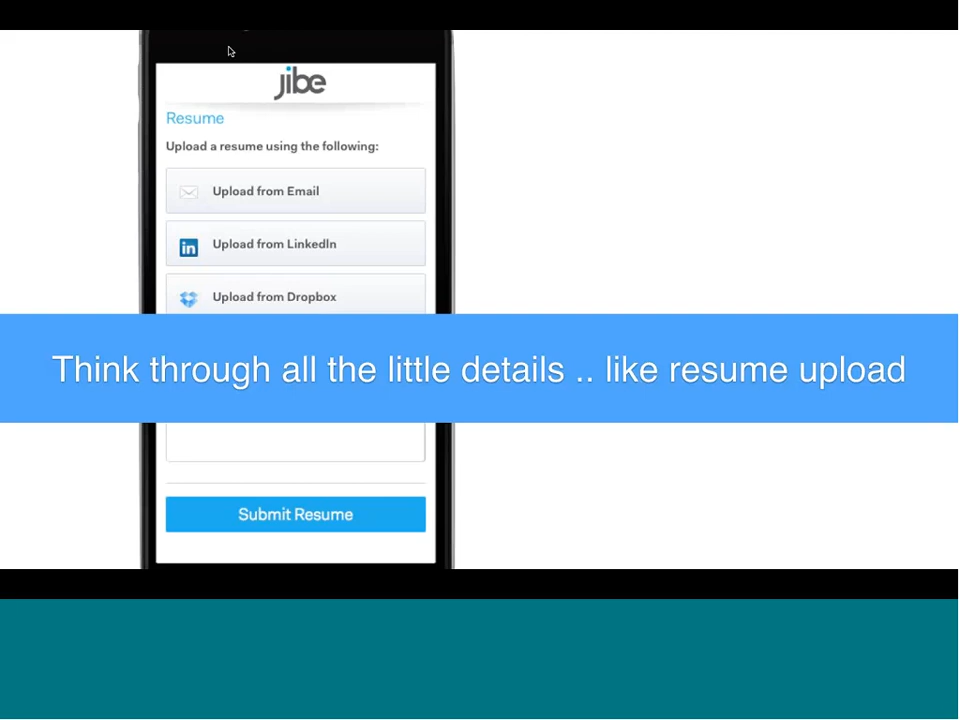 jibe
Resume
Upload a resume using the following:
Upload from Email
in Upload from LinkedIn
Upload from Dropbox
Think through all the little details .. like resume upload
Submit Resume